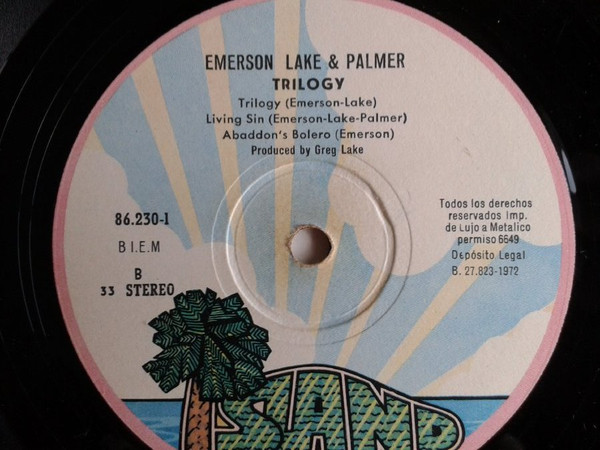 EMERSON LAKE & PALMER
TRILOGY
Trilogy (Emerson-Lake)
Living Sin (Emerson-Lake-Palmer)
Abaddon's Bolero (Emerson)
Produced by Greg Lake
86.230-1
B I.E.M
B
33 STEREO
Todos los derechos
reservados Imp.
de Lujo a Metalico
permiso 6649
Depósito Legal
B. 27.823-1972
ISLAND